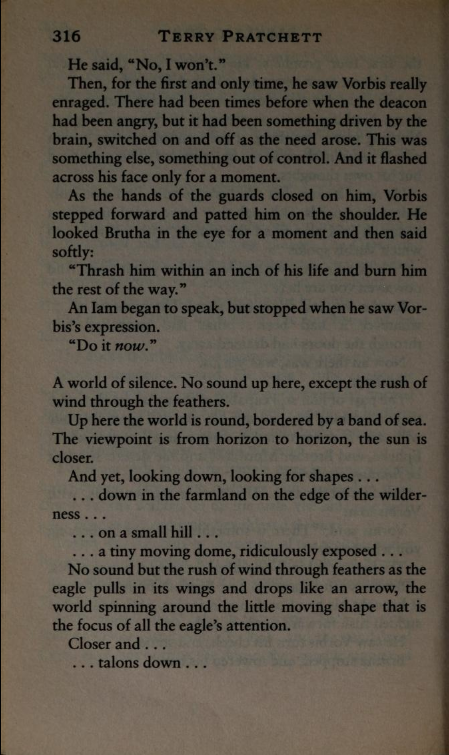 316 TERRY PRATCHETT
He said, “No, I won’t.”
Then, for the first and only time, he saw Vorbis really
enraged. There had been times before when the deacon
had been angry, but it had been something driven by the
brain, switched on and off as the need arose. This was
something else, something out of control. And it flashed
across his face only for a moment.
As the hands of the guards closed on him, Vorbis
stepped forward and patted him on the shoulder. He
looked Brutha in the eye for a moment and then said
softly:
“Thrash him within an inch of his life and burn him
the rest of the way.”
An Iam began to speak, but stopped when he saw Vor-
bis’s expression.
“Do it now.”
A world of silence. No sound up here, except the rush of
wind through the feathers.
Up here the world is round, bordered by a band of sea.
The viewpoint is from horizon to horizon, the sun is
closer.
And yet, looking down, looking for shapes . . .
. . . down in the farmland on the edge of the wilder-
ness . . .
. . . on a small hill . . .
. . . a tiny moving dome, ridiculously exposed . . .
No sound but the rush of wind through feathers as the
eagle pulls in its wings and drops like an arrow, the
world spinning around the little moving shape that is
the focus of all the eagle’s attention.
Closer and . . .
. . . talons down . . .